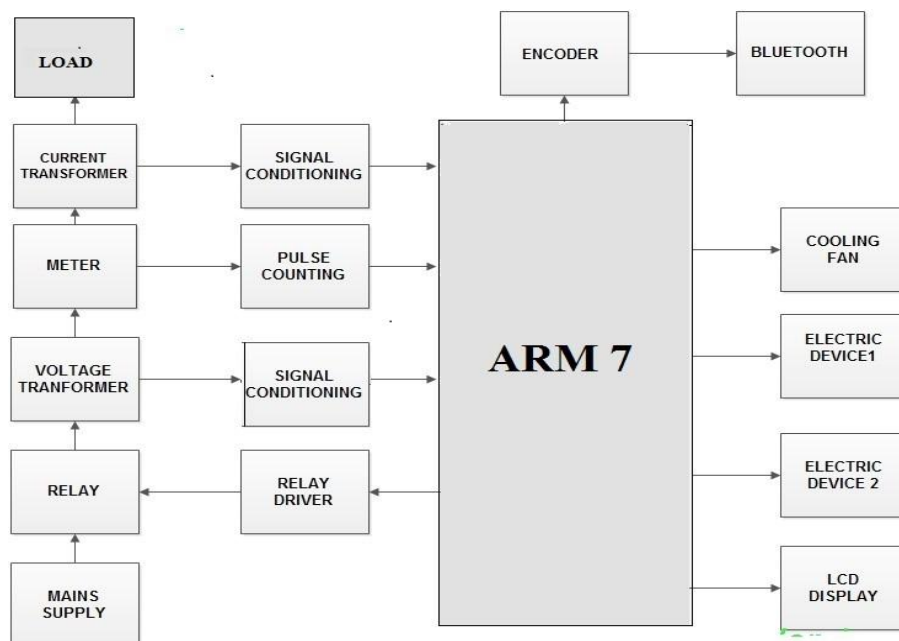 LOAD
ENCODER
BLUETOOTH
CURRENT
TRANSFORMER
SIGNAL
CONDITIONING
METER
PULSE
COUNTING
VOLTAGE
TRANFORMER
SIGNAL
CONDITIONING
RELAY
RELAY
DRIVER
MAINS
SUPPLY
ARM 7
COOLING
FAN
ELECTRIC
DEVICE1
ELECTRIC
DEVICE 2
LCD
DISPLAY